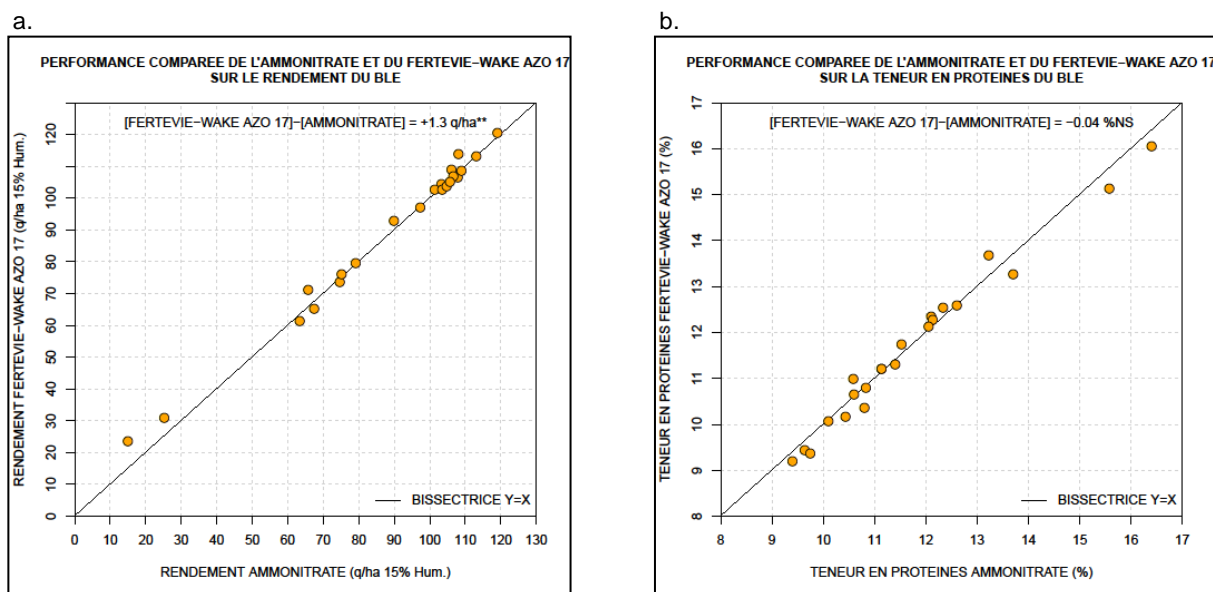 a.
PERFORMANCE COMPAREE DE L'AMMONITRATE ET DU FERTEVIE−WAKE AZO 17
SUR LE RENDEMENT DU BLE
[FERTEVIE−WAKE AZO 17]−[AMMONITRATE] = +1.3 q/ha**
RENDEMENT FERTEVIE−WAKE AZO 17 (q/ha 15% Hum.)
120
100
90
80
70
60
50
40
30
20
10
0
BISSECTRICE Y=X
0 10 20 30 40 50 60 70 80 90 100 110 120 130
RENDEMENT AMMONITRATE (q/ha 15% Hum.)
b.
PERFORMANCE COMPAREE DE L'AMMONITRATE ET DU FERTEVIE−WAKE AZO 17
SUR LA TENEUR EN PROTEINES DU BLE
[FERTEVIE−WAKE AZO 17]−[AMMONITRATE] = −0.04 %NS
TENEUR EN PROTEINES FERTEVIE−WAKE AZO 17 (%)
17
16
15
14
13
12
11
10
9
8
BISSECTRICE Y=X
8 9 10 11 12 13 14 15 16 17
TENEUR EN PROTEINES AMMONITRATE (%)